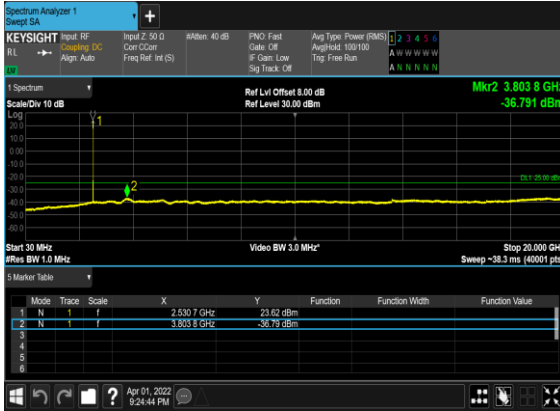 Spectrum Analyzer 1
Swept SA
+
KEYSIGHT Input: RF Input Z: 50 Ω #Atten: 40 dB PNO: Fast Avg Type: Power (RMS) 1 2 3 4 5 6
RL Coupling: DC Corr CCorr Gate: Off Avg|Hold: 100/100 A W W W W W
Align: Auto Freq Ref: Int (S) IF Gain: Low Trig: Free Run
Sig Track: Off A N N N N N
1 Spectrum Ref Lvl Offset 8.00 dB Mkr2 3.803 8 GHz
Scale/Div 10 dB Ref Level 30.00 dBm -36.791 dBm
Log
20.0
10.0
0.00
-10.0
-20.0
-30.0
-40.0
-50.0
-60.0
1
2
DL1 -25.00 dBm
Start 30 MHz Video BW 3.0 MHz* Stop 20.000 GHz
#Res BW 1.0 MHz Sweep ~38.3 ms (40001 pts)
5 Marker Table
Mode Trace Scale X Y Function Function Width Function Value
1 N 1 f 2.530 7 GHz 23.62 dBm
2 N 1 f 3.803 8 GHz -36.79 dBm
3
4
5
6
? Apr 01, 2022
9:24:44 PM